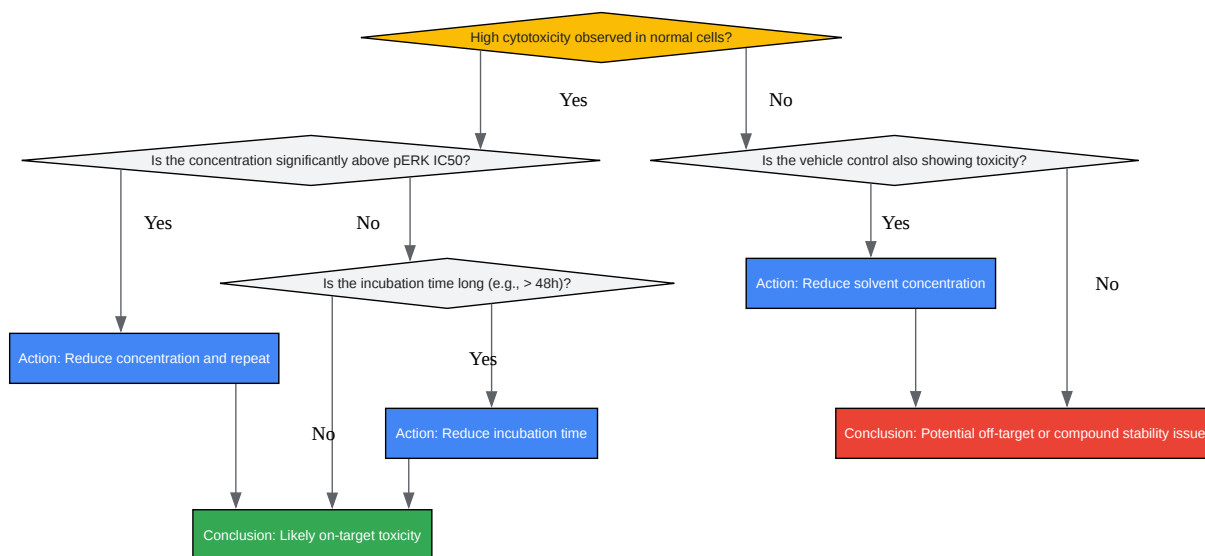 High cytotoxicity observed in normal cells?
Yes
No
Is the concentration significantly above pERK IC50?
Is the vehicle control also showing toxicity?
Yes
No
Yes
Is the incubation time long (e.g., > 48h)?
Action: Reduce solvent concentration
No
Action: Reduce concentration and repeat
Yes
No
Action: Reduce incubation time
Conclusion: Potential off-target or compound stability issue
Conclusion: Likely on-target toxicity